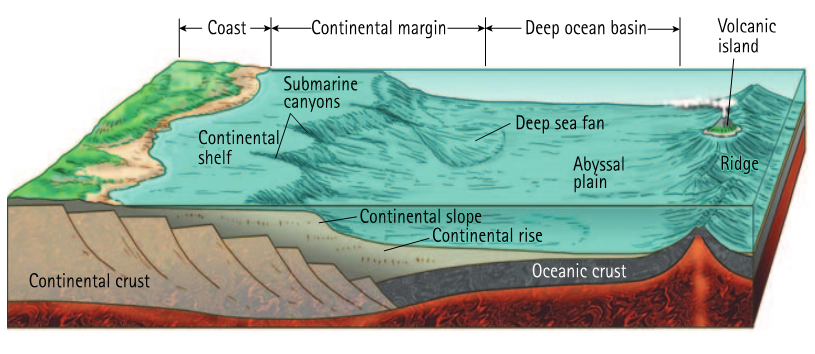 Coast
Continental margin
Deep ocean basin
Volcanic
island
Submarine
canyons
Continental
shelf
Deep sea fan
Abyssal
plain
Ridge
Continental slope
Continental rise
Continental crust
Oceanic crust